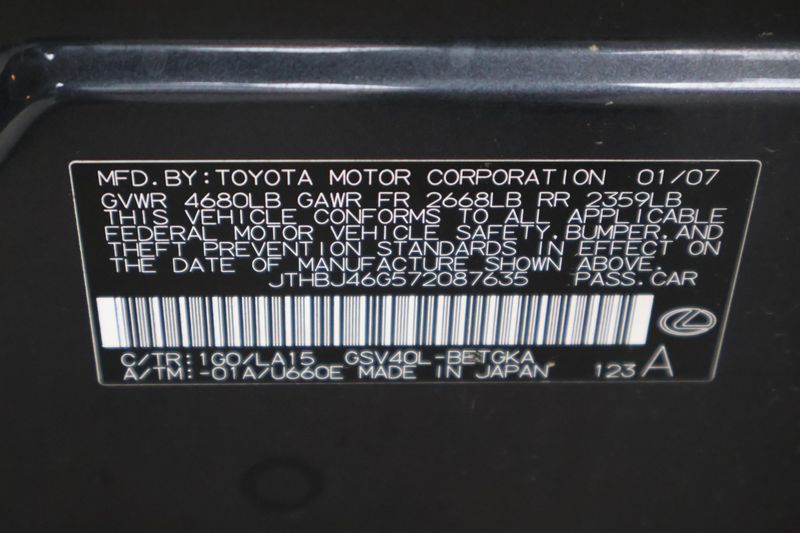 MFD.BY:TOYOTA MOTOR CORPORATION 01/07
GVWR 4680LB GAWR FR 2668LB RR 2359LB
THIS VEHICLE CONFORMS TO ALL APPLICABLE
FEDERAL MOTOR VEHICLE SAFETY,BUMPER,AND
THEFT PREVENTION STANDARDS IN EFFECT ON
THE DATE OF MANUFACTURE SHOWN ABOVE.
JTHBJ46G572087635 PASS.CAR
C/TR:1G0/LA15 GSV40L-BETGKA
A/TM:-01A/U660E MADE IN JAPAN 123 A